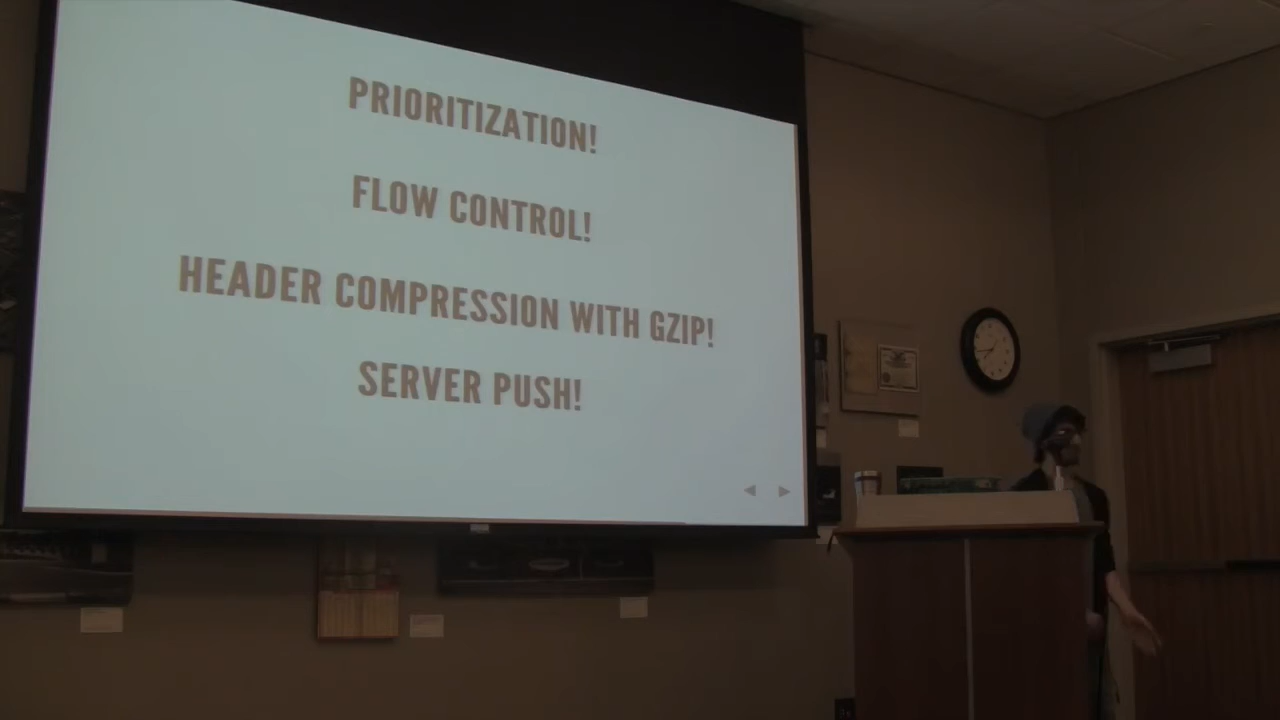 PRIORITIZATION!
FLOW CONTROL!
HEADER COMPRESSION WITH GZIP!
SERVER PUSH!